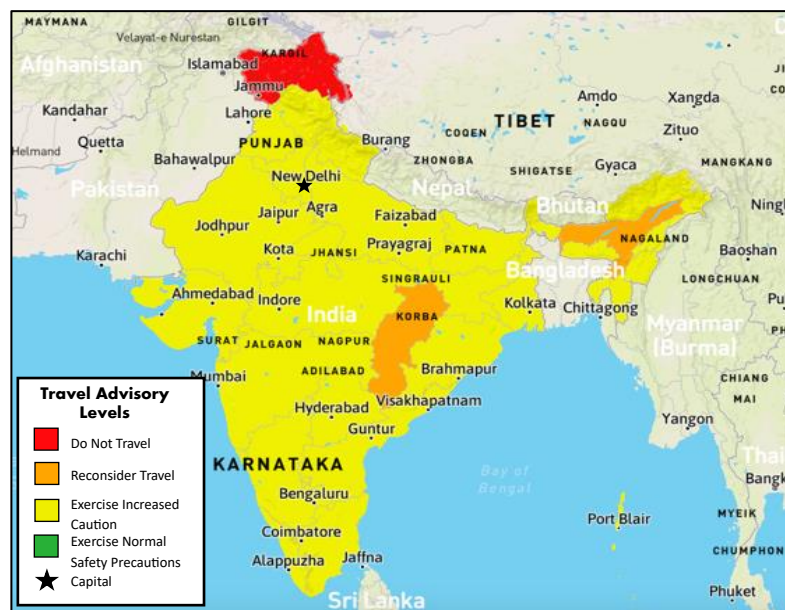 MAYMANA
GILGIT
Velayat-e Nurestan
KARGIL
Afghanistan
Islamabad
Jammu
Kandahar
Lahore
Amdo
Xangda
TIBET
NAGQU
Quetta
PUNJAB
Burang
COQEN
Zituo
Helmand
Bahawalpur
ZHONGBA
Gyaca
MANGKANG
New Delhi
SHIGATSE
Pakistan
Nepal
Bhutan
Ningl
Jaipur
Agra
Faizabad
Jodhpur
NAGALAND
Karachi
Kota
JHANSI
Prayagraj
PATNA
Baoshan
SINGRAULI
Bangladesh
LONGCHUAN
Ahmedabad
Indore
India
KORBA
Kolkata
Chittagong
Pu
Myanmar
(Burma)
SURAT
JALGAON
NAGPUR
PH
ADILABAD
Brahmapur
CHIANG
MAI
Mumbai
Hyderabad
Visakhapatnam
Guntur
Yangon
KARNATAKA
Bay of
Bengal
Thai
Bangk
Bengaluru
Port Blair
MYEIK
Coimbatore
CHUMPHON
Alappuzha
Jaffna
Phuket
Sri Lanka
Travel Advisory
Levels
Do Not Travel
Reconsider Travel
Exercise Increased
Caution
Exercise Normal
Safety Precautions
Capital